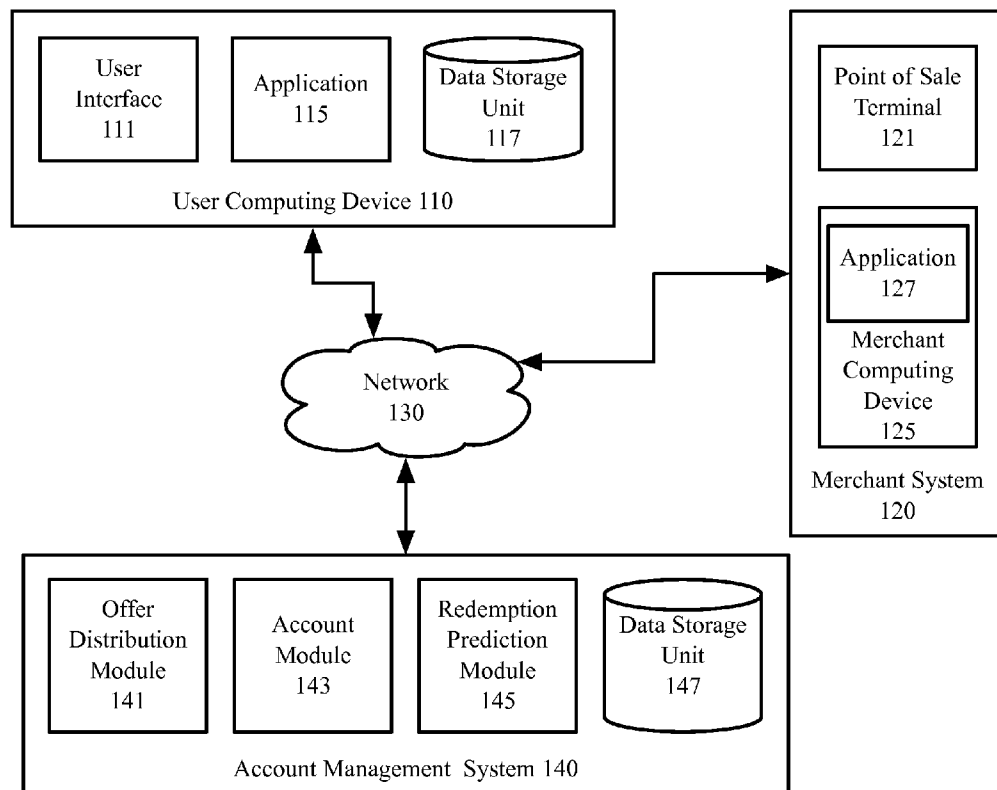 User
Interface
111
Application
115
Data Storage
Unit
117
User Computing Device 110
Point of Sale
Terminal
121
Application
127
Merchant
Computing
Device
125
Merchant System
120
Network
130
Offer
Distribution
Module
141
Account
Module
143
Redemption
Prediction
Module
145
Data Storage
Unit
147
Account Management System 140